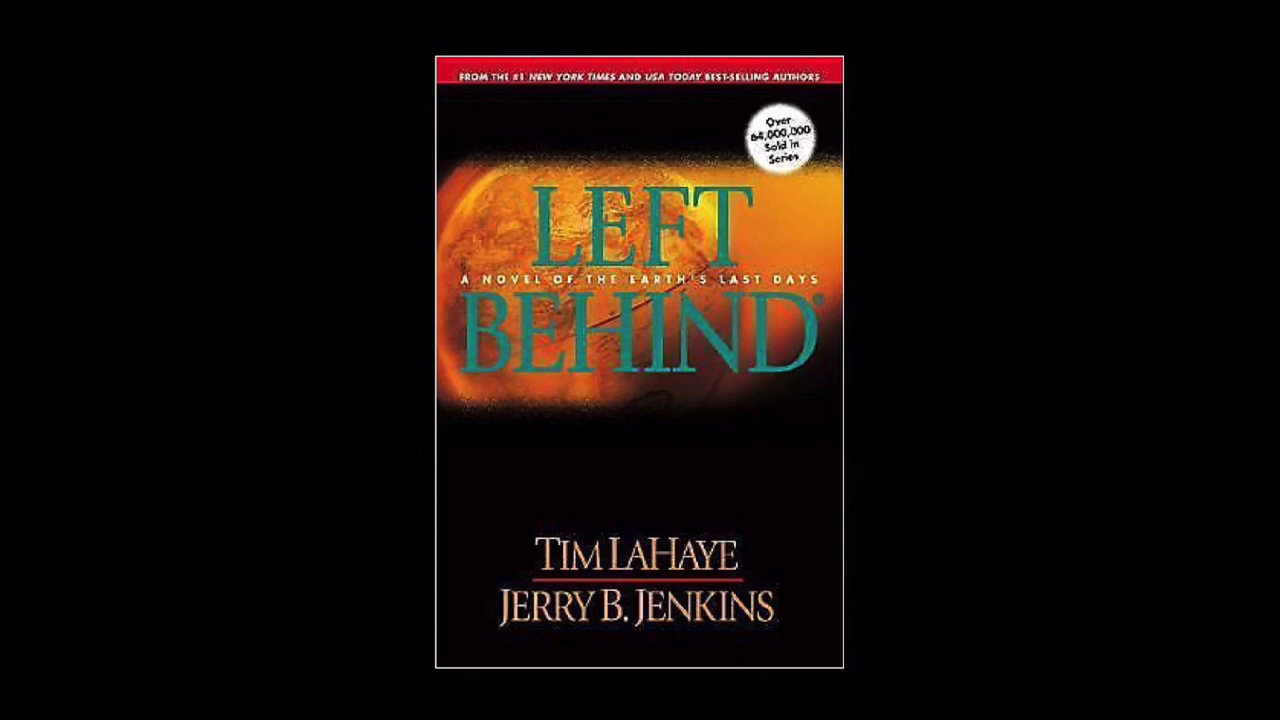 FROM THE #1 NEW YORK TIMES AND USA TODAY BEST-SELLING AUTHORS
Over
64,000,000
Sold in
Series
LEFT
A NOVEL OF THE EARTH'S LAST DAYS
BEHIND®
TIM LAHAYE
JERRY B. JENKINS